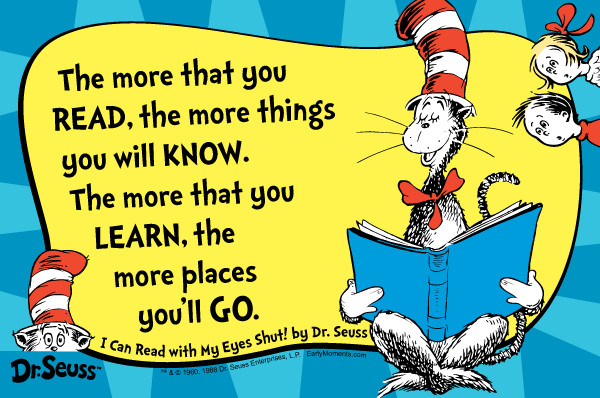 The more that you
READ, the more things
you will KNOW.
The more that you
LEARN, the
more places
you'll GO.
I Can Read with My Eyes Shut! by Dr. Seuss
Dr. Seuss™
™ & © 1960, 1988 Dr. Seuss Enterprises, L.P. EarlyMoments.com